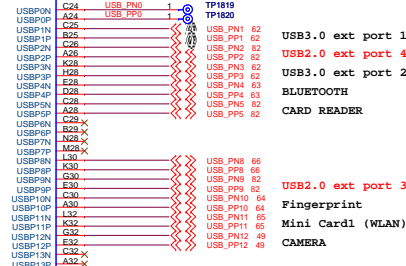 USBP0N C24 USB_PN0 1 TP1819
USBP0P A24 USB_PP0 1 TP1820
USBP1N C25 USB_PN1 62 USB3.0 ext port 1
USBP1P B25 USB_PP1 62
USBP2N C26 USB_PN2 82 USB2.0 ext port 4
USBP2P A26 USB_PP2 82
USBP3N K28 USB_PN3 62 USB3.0 ext port 2
USBP3P H28 USB_PP3 62
USBP4N E28 USB_PN4 63 BLUETOOTH
USBP4P D28 USB_PP4 63
USBP5N C28 USB_PN5 82 CARD READER
USBP5P A28 USB_PP5 82
USBP6N C29
USBP6P B29
USBP7N N28
USBP7P M28
USBP8N L30 USB_PN8 66
USBP8P K30 USB_PP8 66
USBP9N G30 USB_PN9 82 USB2.0 ext port 3
USBP9P E30 USB_PP9 82
USBP10N C30 USB_PN10 64 Fingerprint
USBP10P A30 USB_PP10 64
USBP11N L32 USB_PN11 65 Mini Card1 (WLAN)
USBP11P K32 USB_PP11 65
USBP12N G32 USB_PN12 49 CAMERA
USBP12P E32 USB_PP12 49
USBP13N C32
USBP13P A32